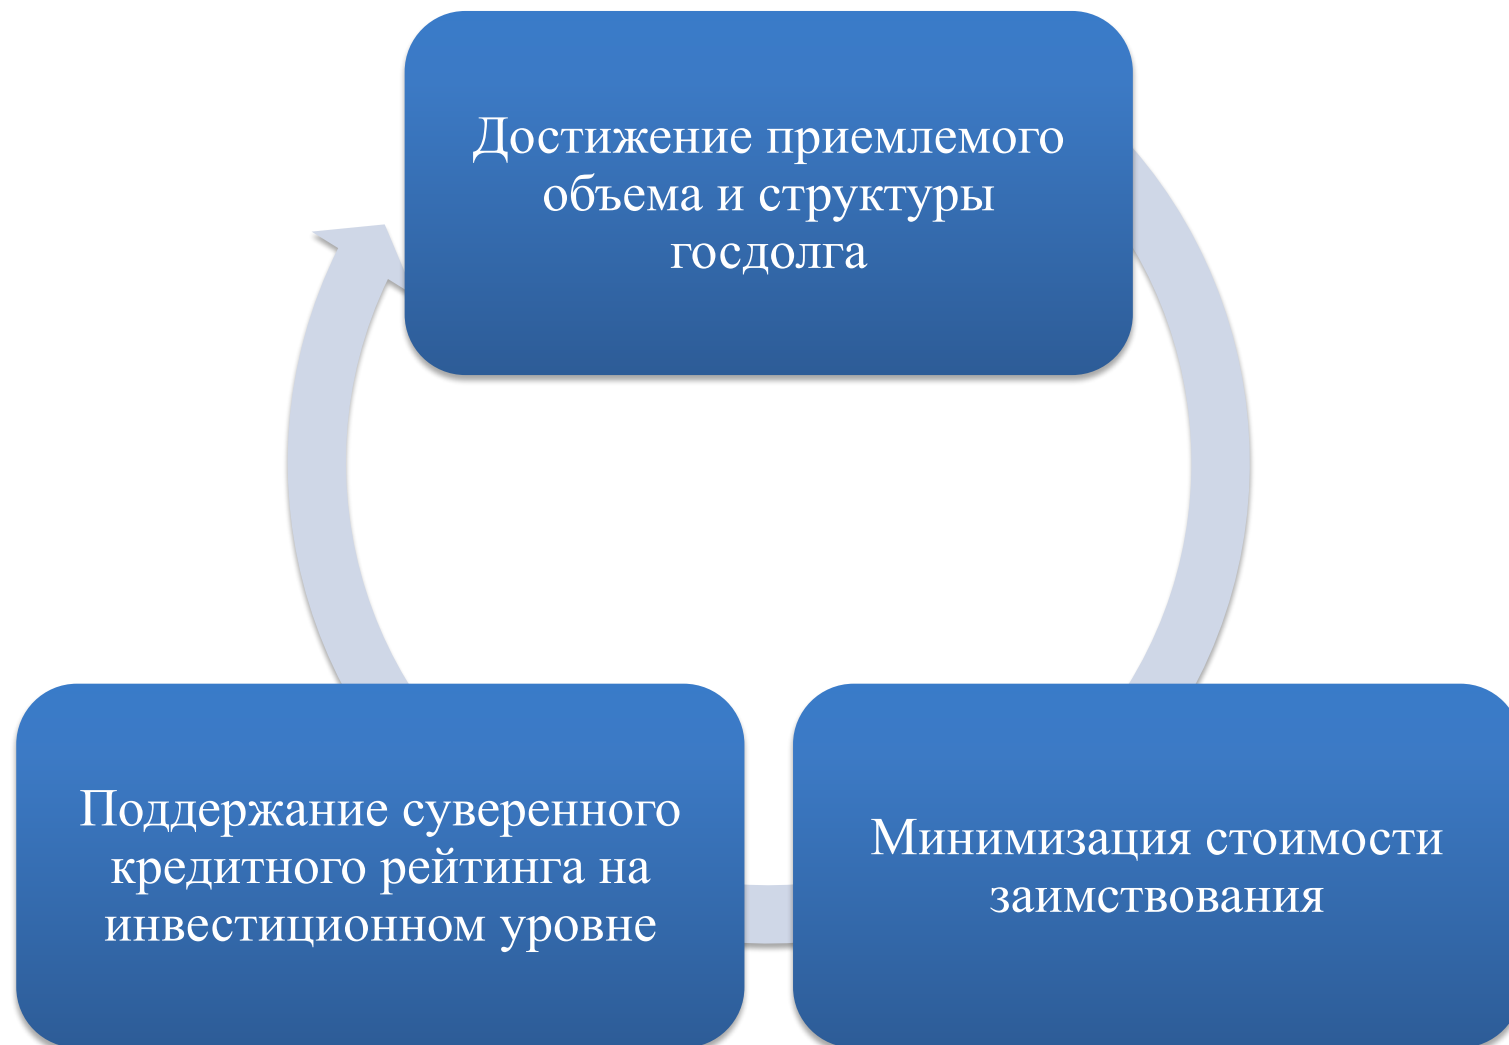 Достижение приемлемого
объема и структуры
госдолга
Поддержание суверенного
кредитного рейтинга на
инвестиционном уровне
Минимизация стоимости
заимствования